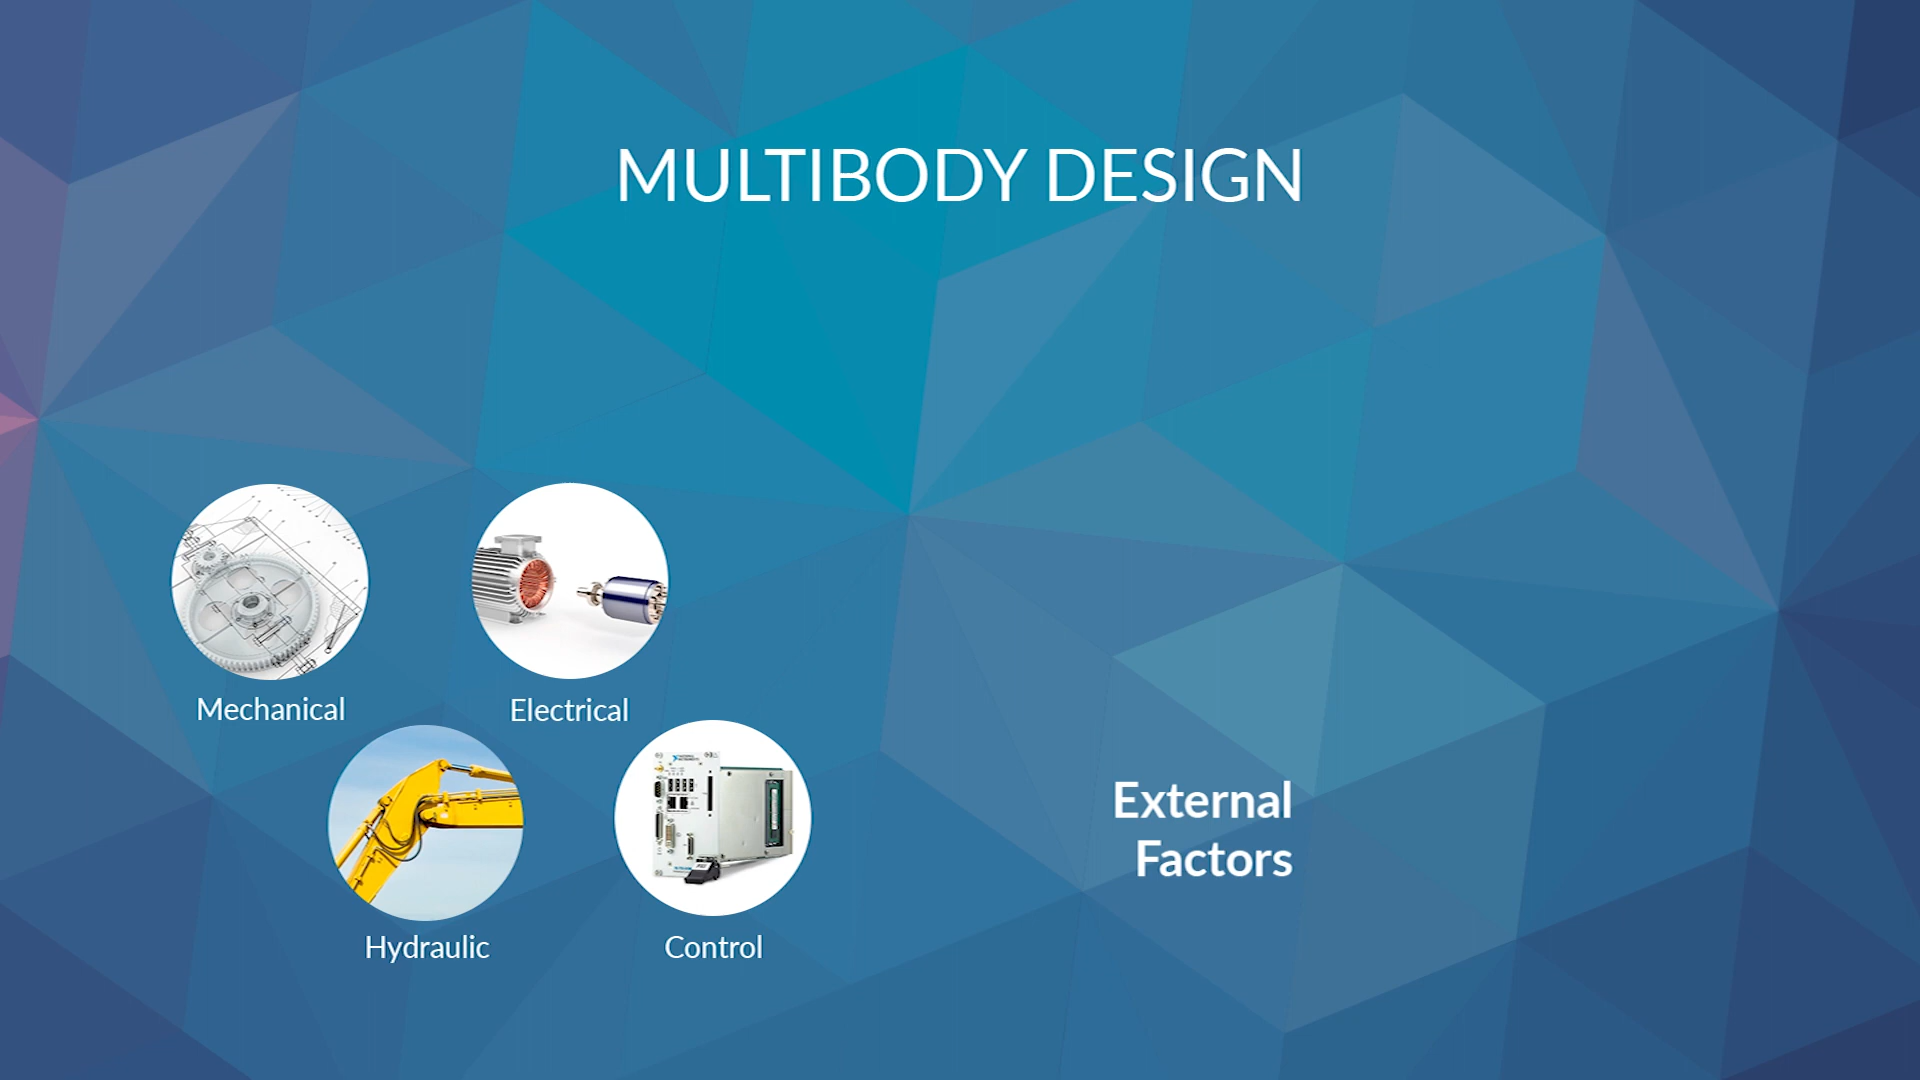 MULTIBODY DESIGN
Mechanical
Electrical
Hydraulic
Control
External
Factors